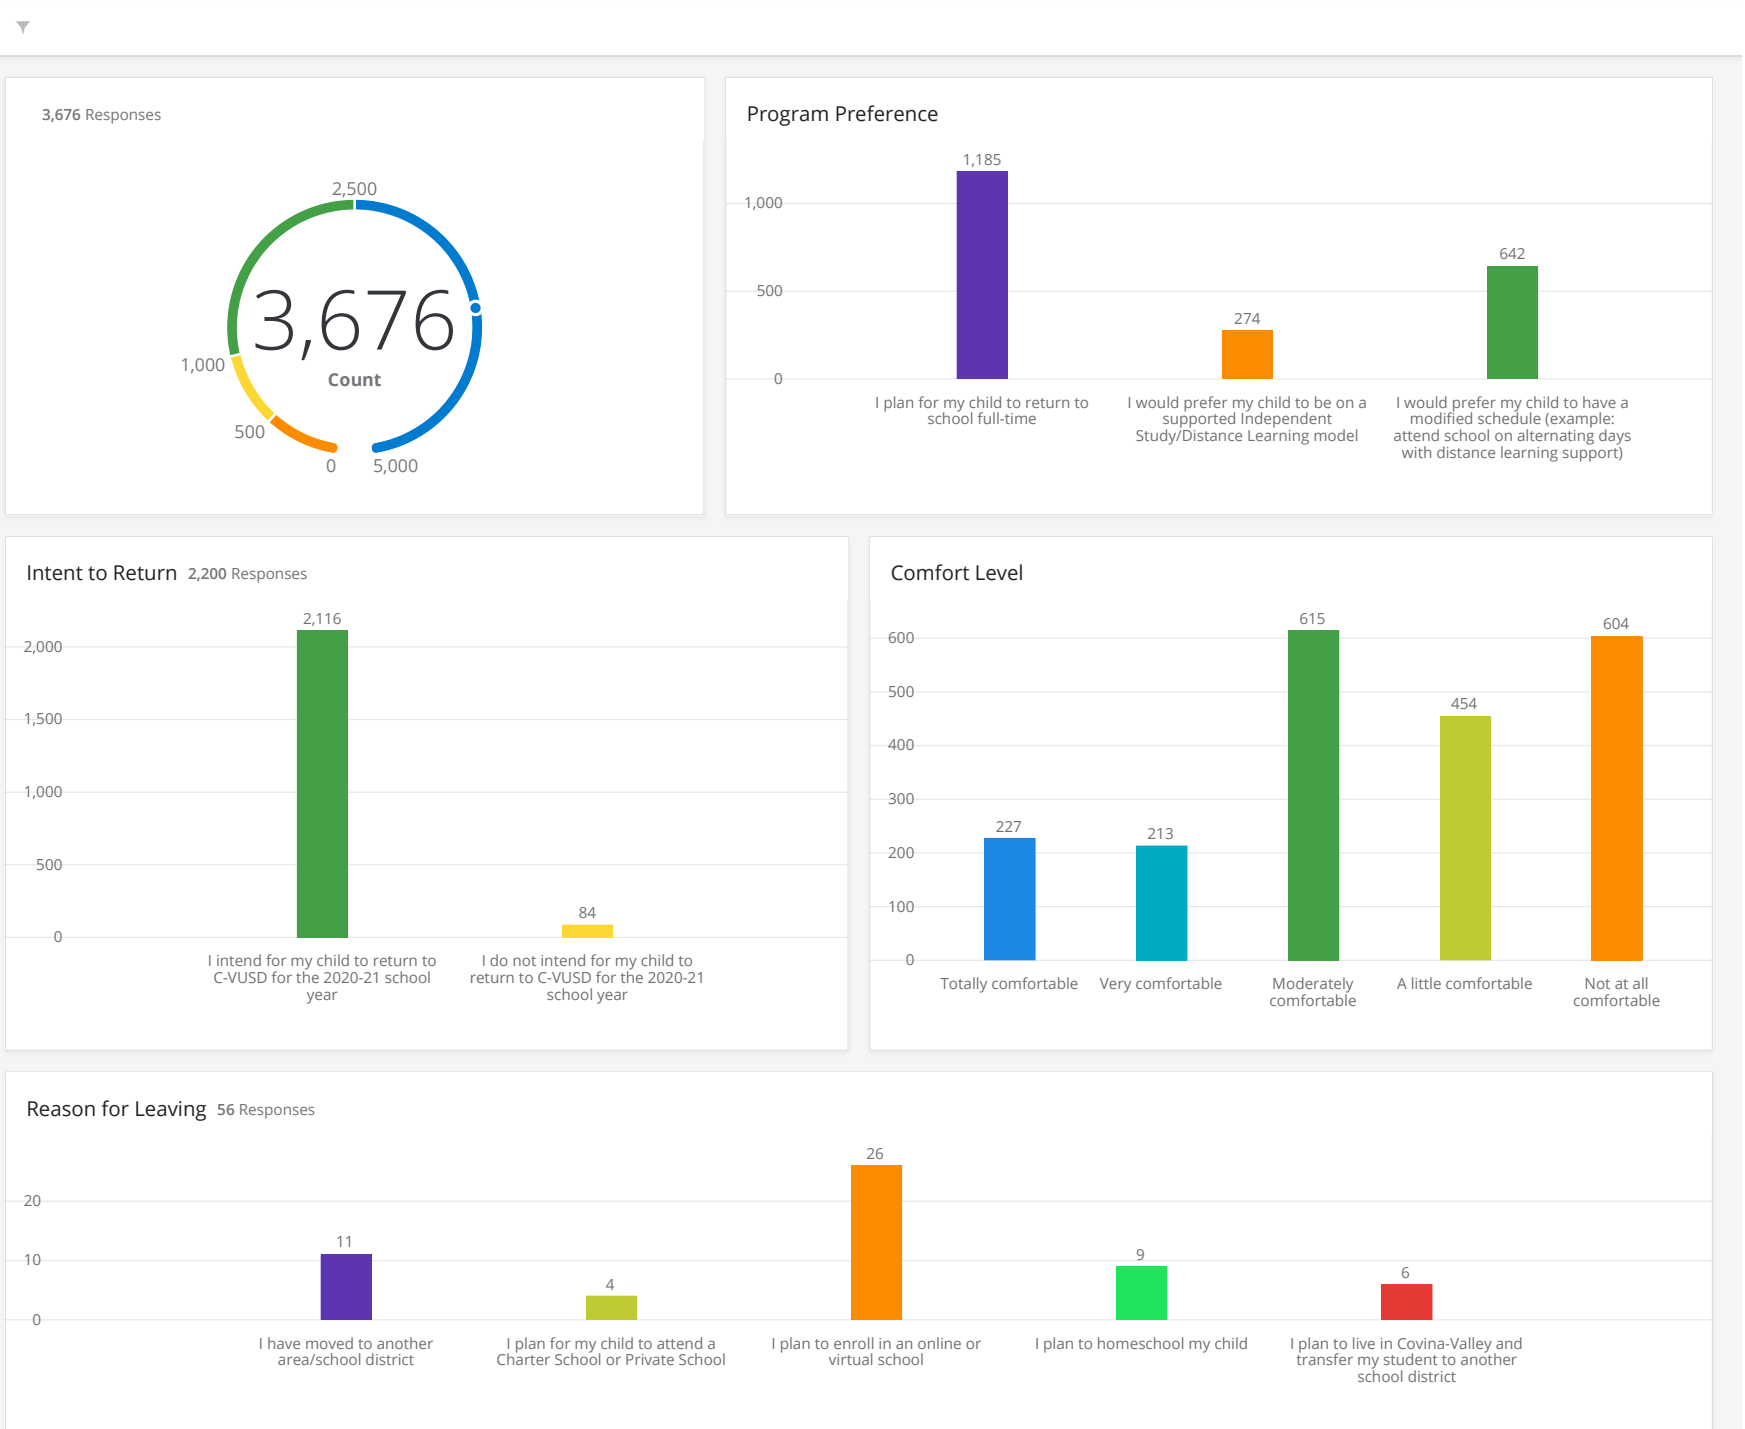 3,676 Responses
2,500
3,676
Count
1,000
500
0
5,000
Program Preference
1,185
1,000
642
500
274
0
I plan for my child to return to
school full-time
I would prefer my child to be on a
supported Independent
Study/Distance Learning model
I would prefer my child to have a
modified schedule (example:
attend school on alternating days
with distance learning support)
Intent to Return 2,200 Responses
2,116
2,000
1,500
1,000
500
84
0
I intend for my child to return to
C-VUSD for the 2020-21 school
year
I do not intend for my child to
return to C-VUSD for the 2020-21
school year
Comfort Level
615
604
600
500
454
400
300
227
213
200
100
0
Totally comfortable
Very comfortable
Moderately
comfortable
A little comfortable
Not at all
comfortable
Reason for Leaving 56 Responses
26
20
11
10
9
4
6
0
I have moved to another
area/school district
I plan for my child to attend a
Charter School or Private School
I plan to enroll in an online or
virtual school
I plan to homeschool my child
I plan to live in Covina-Valley and
transfer my student to another
school district